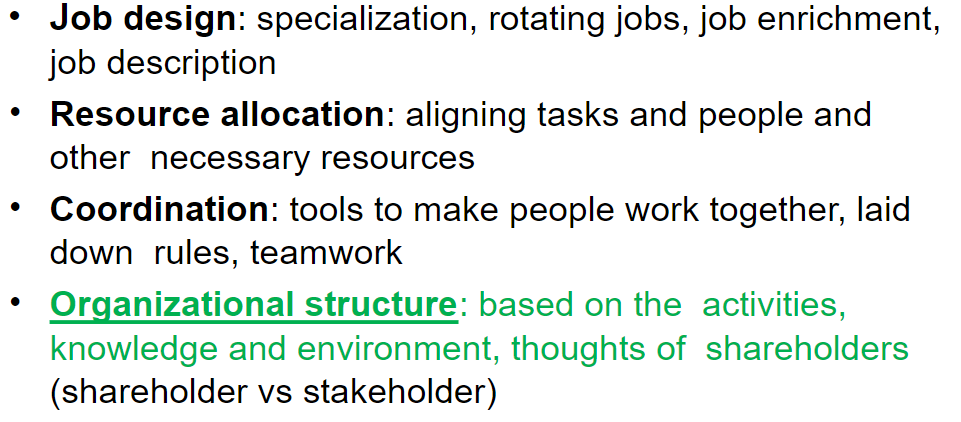 • Job design: specialization, rotating jobs, job enrichment,
job description
• Resource allocation: aligning tasks and people and
other  necessary resources
• Coordination: tools to make people work together, laid
down  rules, teamwork
• Organizational structure: based on the  activities,
knowledge and environment, thoughts of  shareholders
(shareholder vs stakeholder)